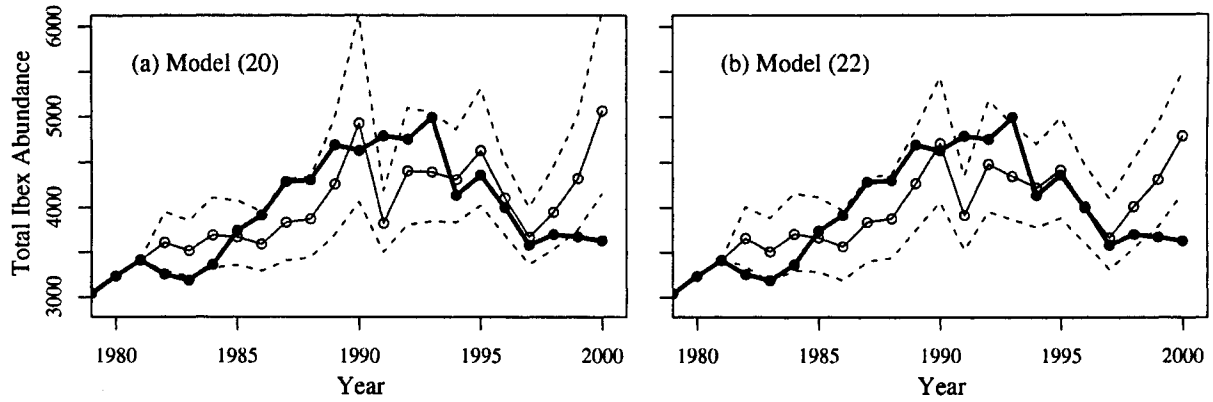 Total Ibex Abundance
6000
5000
4000
3000
(a) Model (20)
1980 1985 1990 1995 2000
Year
(b) Model (22)
1980 1985 1990 1995 2000
Year